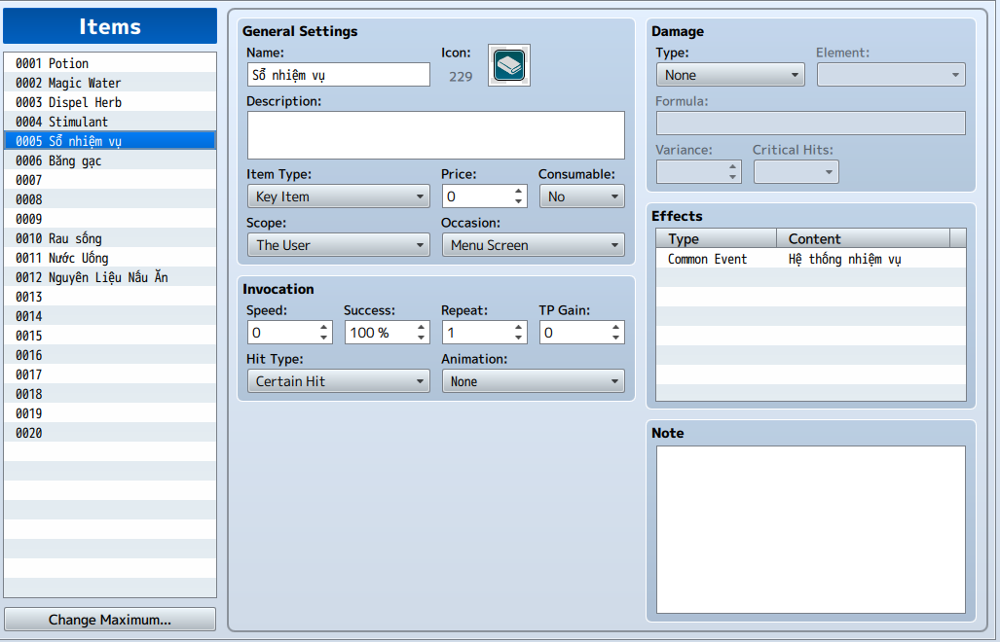 Items
0001 Potion
0002 Magic Water
0003 Dispel Herb
0004 Stimulant
0005 Sổ nhiệm vụ
0006 Băng gạc
0007
0008
0009
0010 Rau sống
0011 Nước Uống
0012 Nguyên Liệu Nấu Ăn
0013
0014
0015
0016
0017
0018
0019
0020
Change Maximum...
General Settings
Name: Icon:
Sổ nhiệm vụ 229
Description:
Item Type: Price: Consumable:
Key Item 0 No
Scope: Occasion:
The User Menu Screen
Invocation
Speed: Success: Repeat: TP Gain:
0 100 % 1 0
Hit Type: Animation:
Certain Hit None
Damage
Type: Element:
None
Formula:
Variance: Critical Hits:
Effects
Type Content
Common Event Hệ thống nhiệm vụ
Note